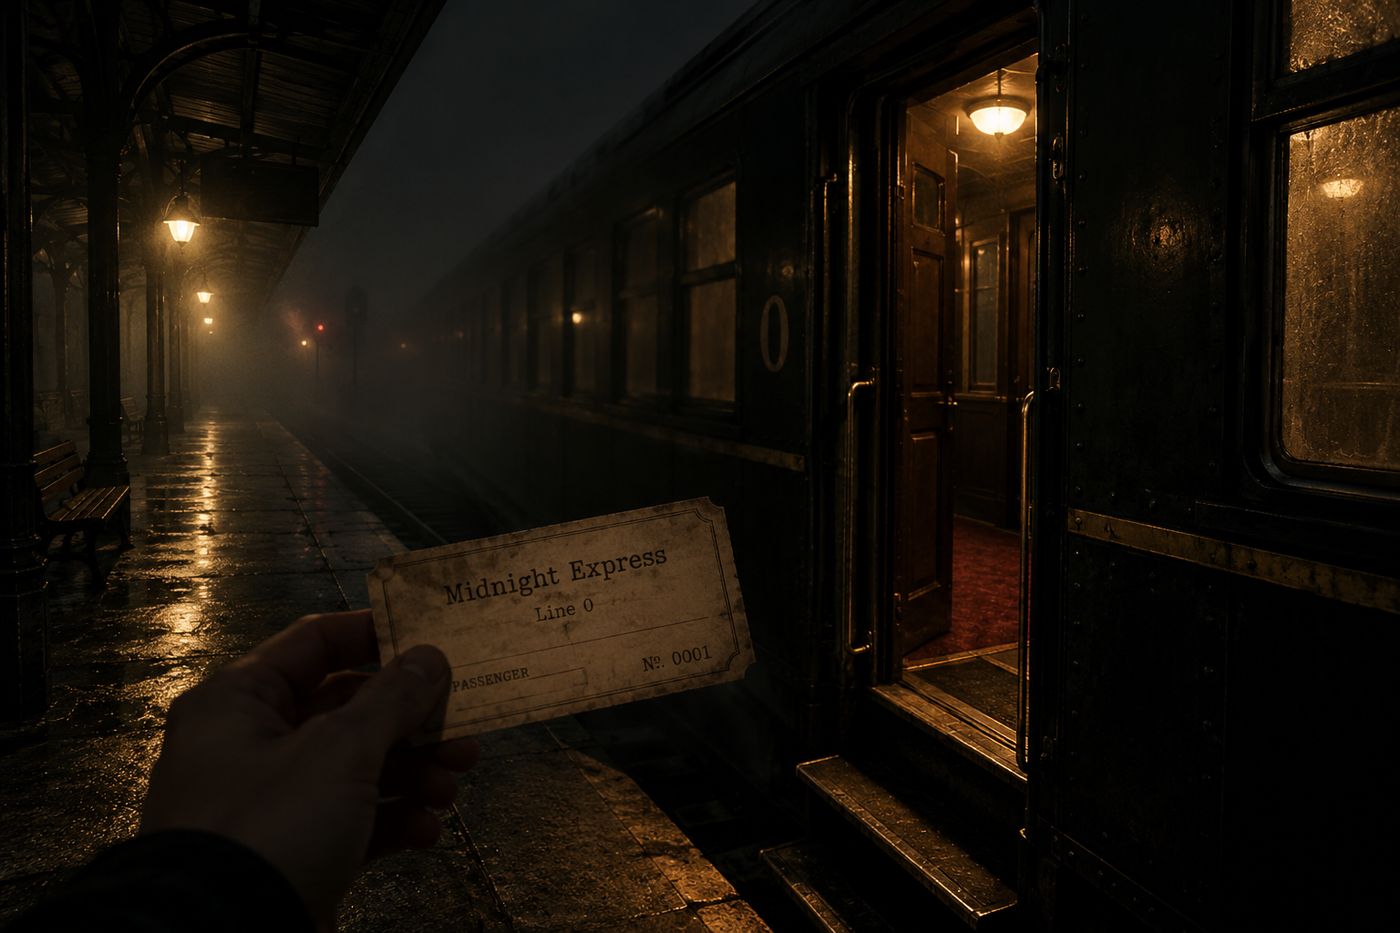 0
Midnight Express
Line 0
PASSENGER
№. 0001